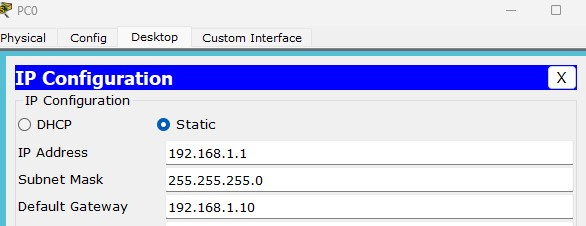 PC0
Physical Config Desktop Custom Interface
IP Configuration X
IP Configuration
DHCP Static
IP Address 192.168.1.1
Subnet Mask 255.255.255.0
Default Gateway 192.168.1.10